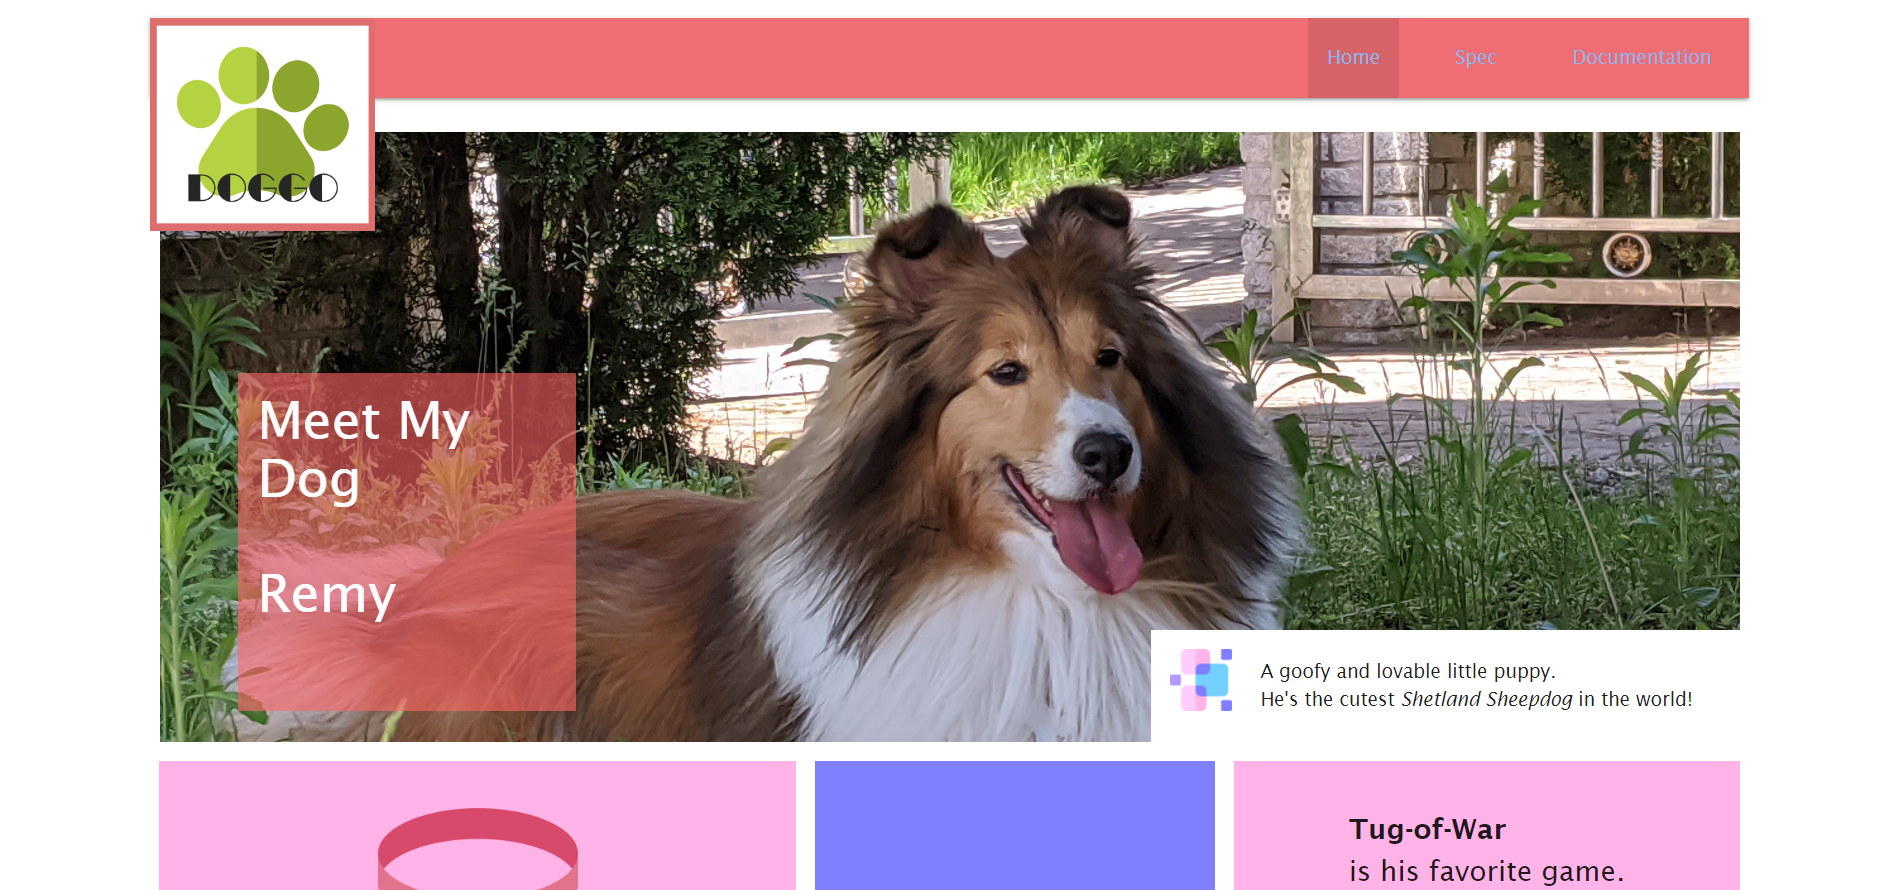 DOGGO
Home
Spec
Documentation
Meet My
Dog
Remy
A goofy and lovable little puppy.
He's the cutest Shetland Sheepdog in the world!
Tug-of-War
is his favorite game.